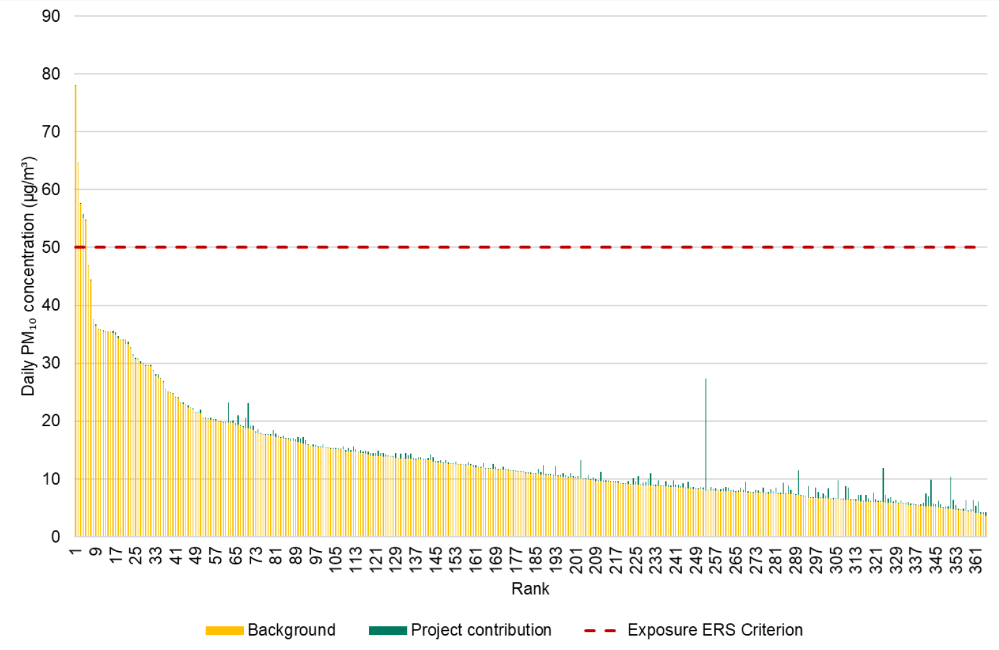 90
80
70
60
50
40
30
20
10
0
Daily PM₁₀ concentration (µg/m³)
1 9 17 25 33 41 49 57 65 73 81 89 97 105 113 121 129 137 145 153 161 169 177 185 193 201 209 217 225 233 241 249 257 265 273 281 289 297 305 313 321 329 337 345 353 361
Rank
Background Project contribution Exposure ERS Criterion